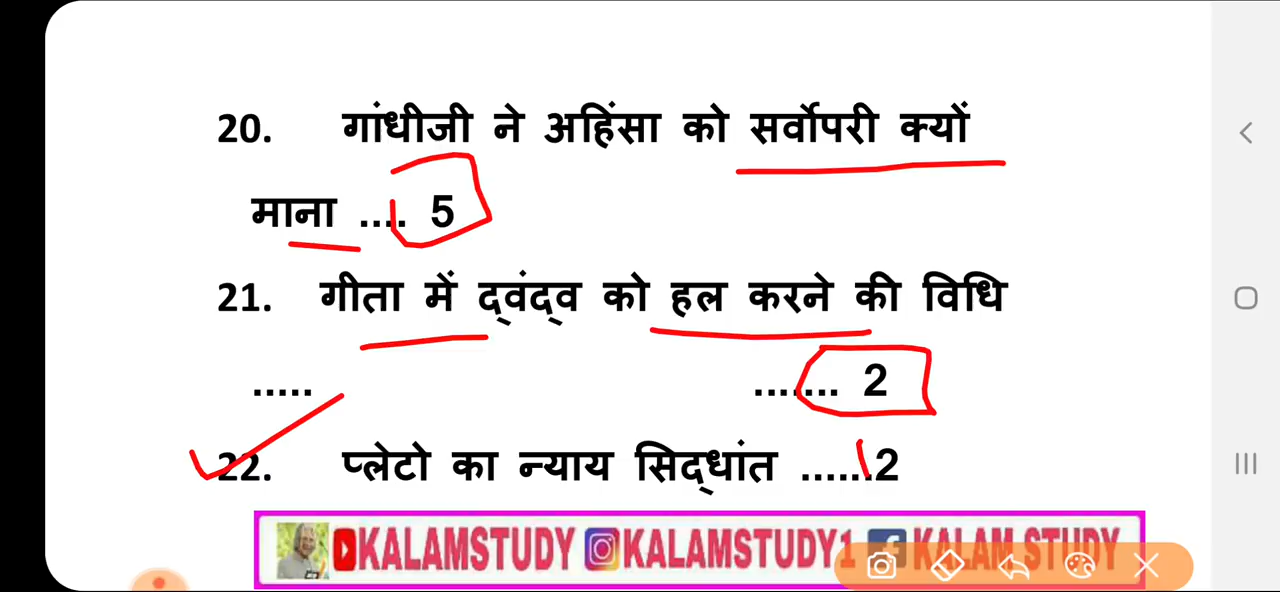 20. गांधीजी ने अहिंसा को सर्वोपरी क्यों
माना .... 5
21. गीता में द्वंद्व को हल करने की विधि
..... ....... 2
22. प्लेटो का न्याय सिद्धांत ......2
KALAMSTUDY KALAMSTUDY1 KALAM STUDY